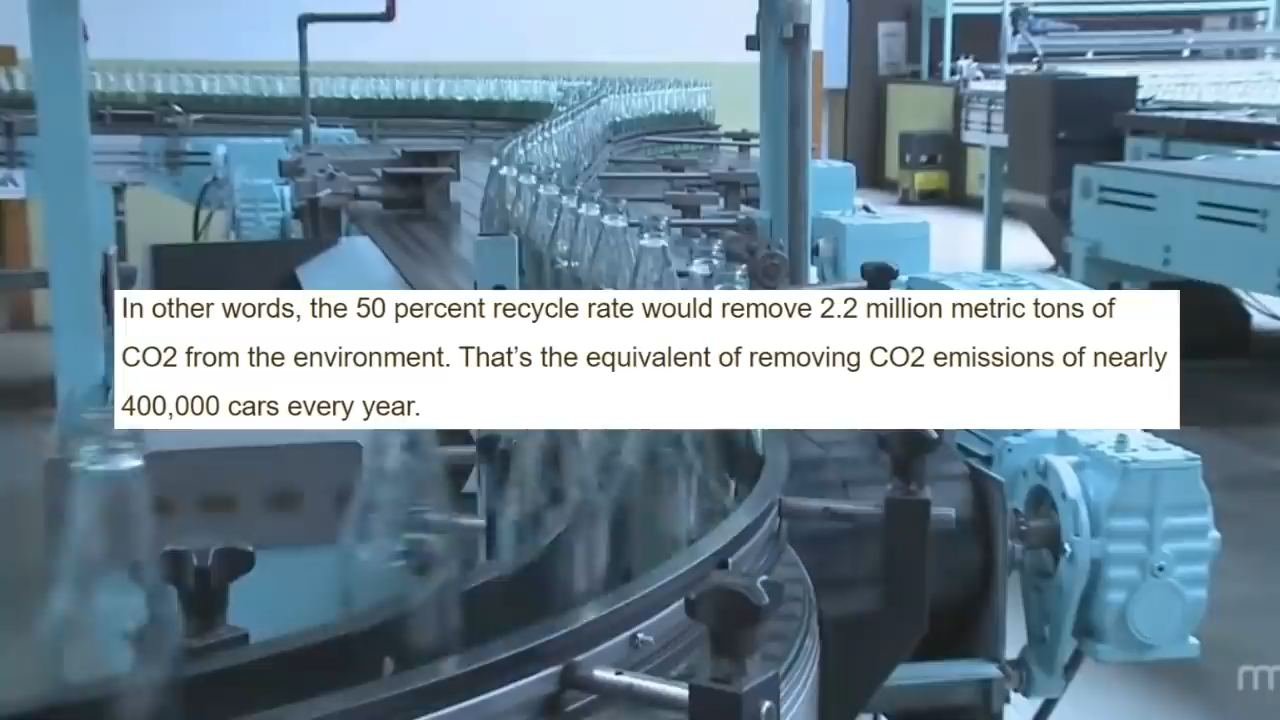 In other words, the 50 percent recycle rate would remove 2.2 million metric tons of
CO2 from the environment. That’s the equivalent of removing CO2 emissions of nearly
400,000 cars every year.